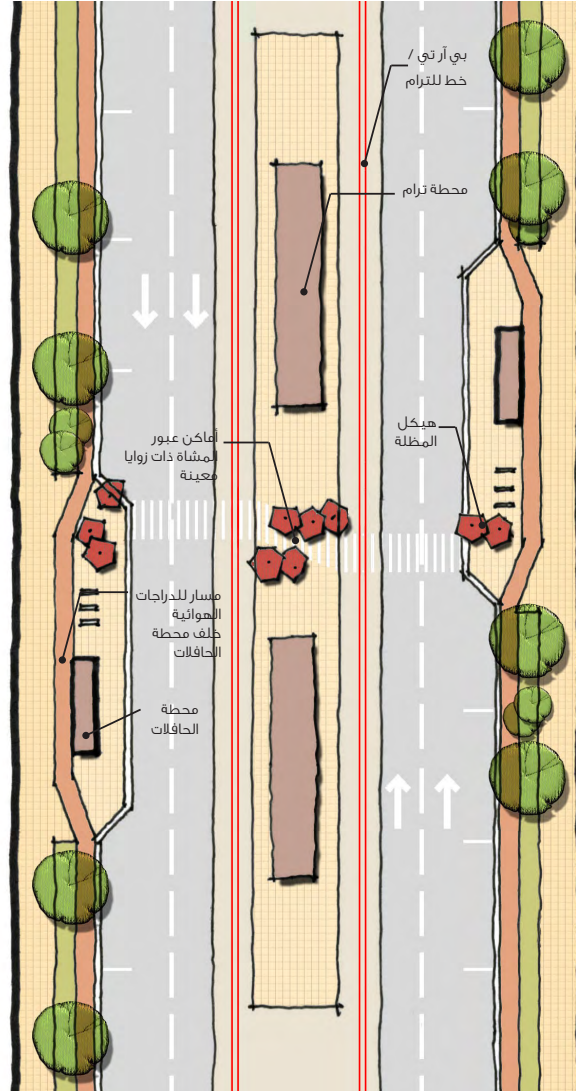 بي آر تي /
خط للترام
محطة ترام
أماكن عبور
المشاة ذات زوايا
معينة
هيكل
المظلة
مسار للدراجات
الهوائية
خلف محطة
الحافلات
محطة
الحافلات